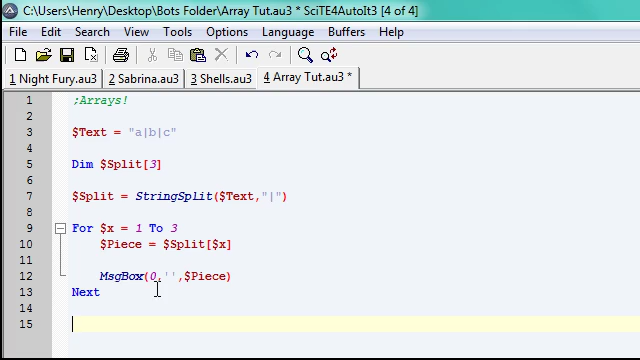 C:\Users\Henry\Desktop\Bots Folder\Array Tut.au3 * SciTE4AutoIt3 [4 of 4]
File Edit Search View Tools Options Language Buffers Help
1 Night Fury.au3 2 Sabrina.au3 3 Shells.au3 4 Array Tut.au3 *
1 ;Arrays!
2
3 $Text = "a|b|c"
4
5 Dim $Split[3]
6
7 $Split = StringSplit($Text,"|")
8
9 For $x = 1 To 3
10 $Piece = $Split[$x]
11
12 MsgBox(0,'',$Piece)
13 Next
14
15